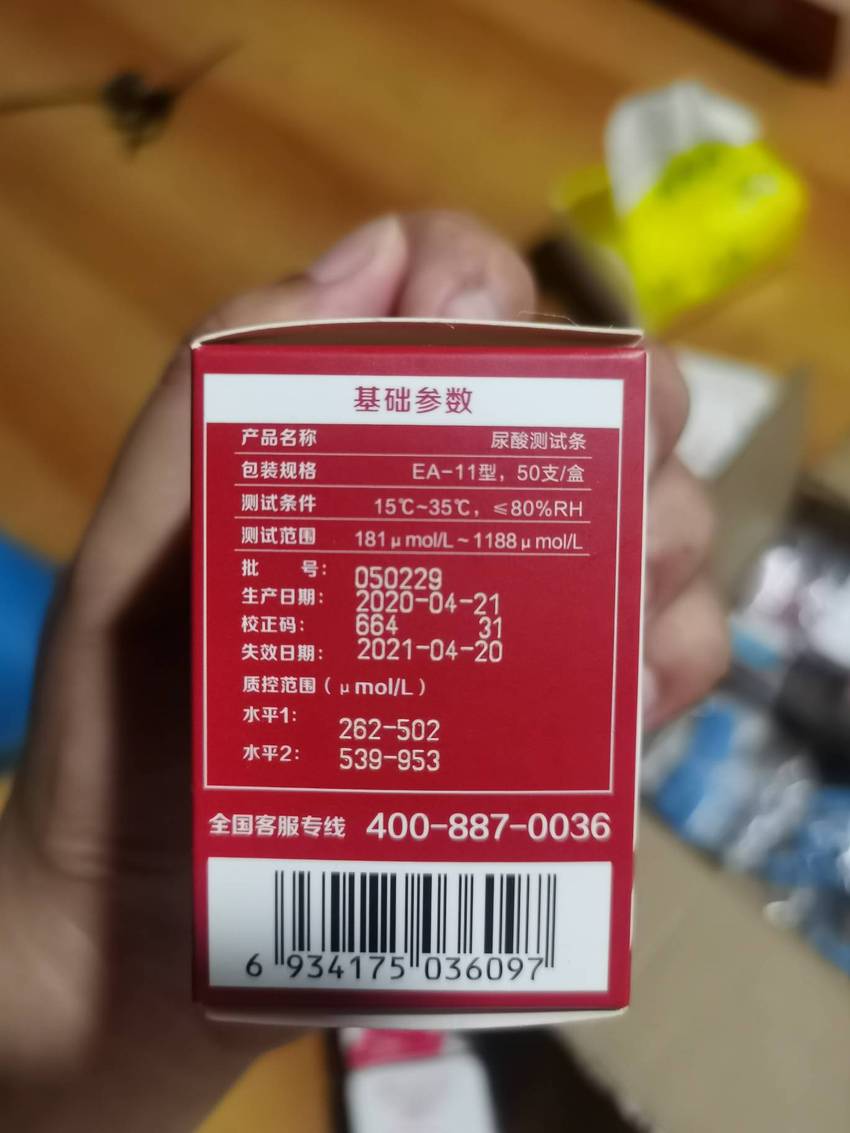 基础参数
产品名称 尿酸测试条
包装规格 EA-11型，50支/盒
测试条件 15℃~35℃，≤80%RH
测试范围 181μmol/L~1188μmol/L
批 号： 050229
生产日期： 2020-04-21
校正码： 664 31
失效日期： 2021-04-20
质控范围（μmol/L）
水平1： 262-502
水平2： 539-953
全国客服专线 400-887-0036
6 934175 036097